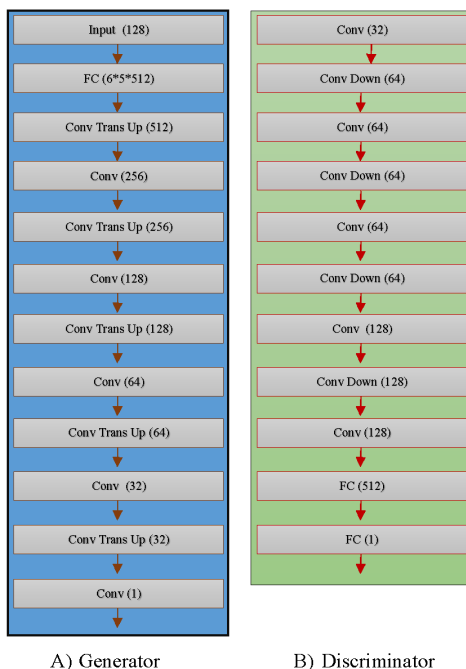 Input (128)
FC (6*5*512)
Conv Trans Up (512)
Conv (256)
Conv Trans Up (256)
Conv (128)
Conv Trans Up (128)
Conv (64)
Conv Trans Up (64)
Conv (32)
Conv Trans Up (32)
Conv (1)
A) Generator
Conv (32)
Conv Down (64)
Conv (64)
Conv Down (64)
Conv (64)
Conv Down (64)
Conv (128)
Conv Down (128)
Conv (128)
FC (512)
FC (1)
B) Discriminator